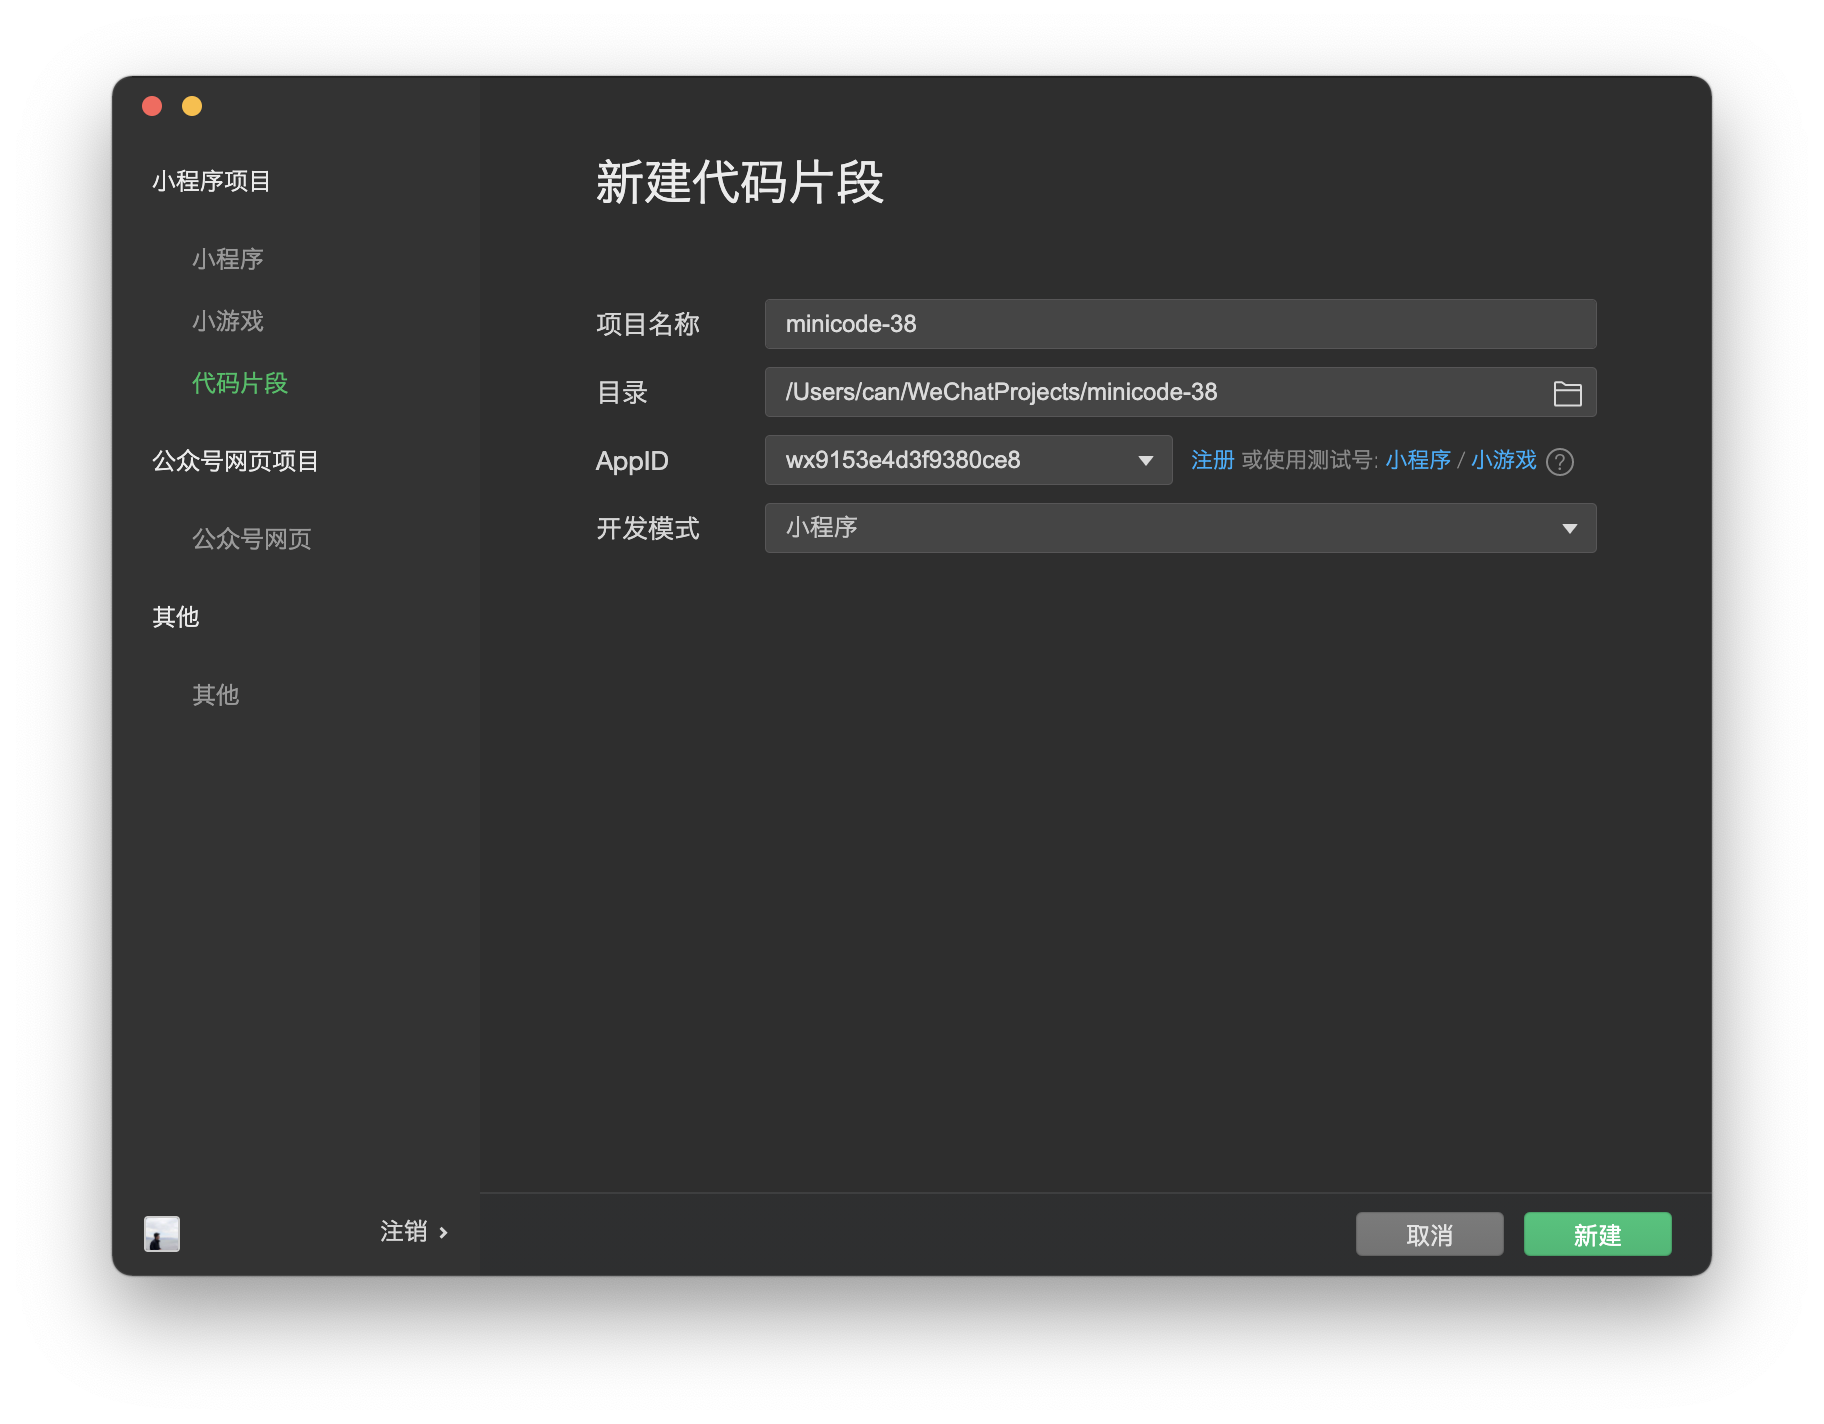 小程序项目
小程序
小游戏
代码片段
公众号网页项目
公众号网页
其他
其他
注销
新建代码片段
项目名称 minicode-38
目录 /Users/can/WeChatProjects/minicode-38
AppID wx9153e4d3f9380ce8 注册 或使用测试号: 小程序 / 小游戏 ?
开发模式 小程序
取消 新建